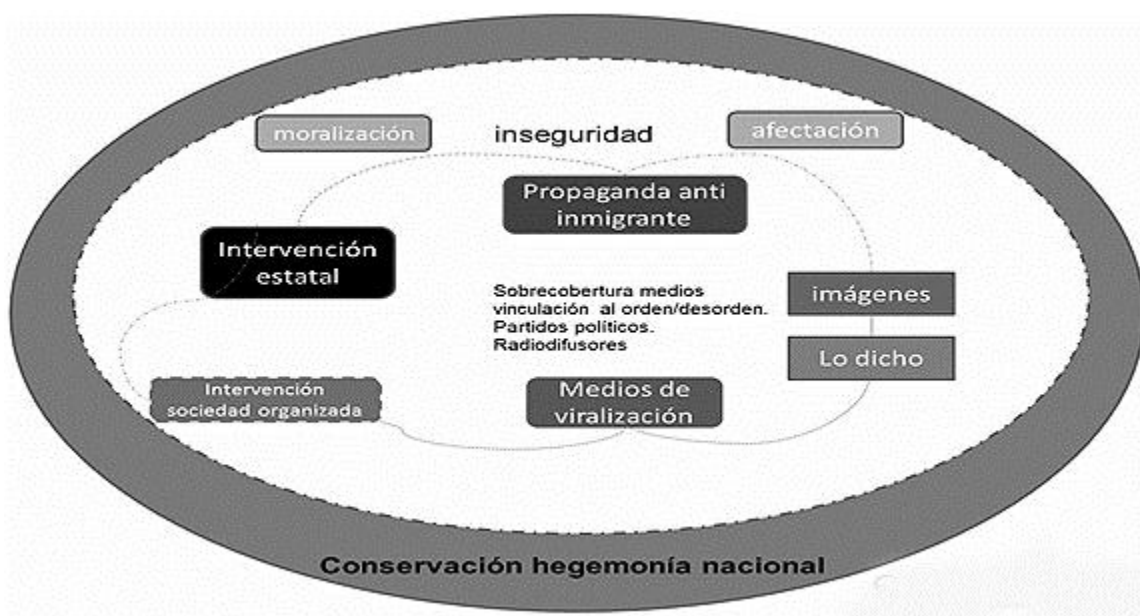 moralización
inseguridad
afectación
Propaganda anti
inmigrante
Intervención
estatal
Sobrecobertura medios
vinculación al orden/desorden.
Partidos políticos.
Radiodifusores
imágenes
Lo dicho
Intervención
sociedad organizada
Medios de
viralización
Conservación hegemonía nacional